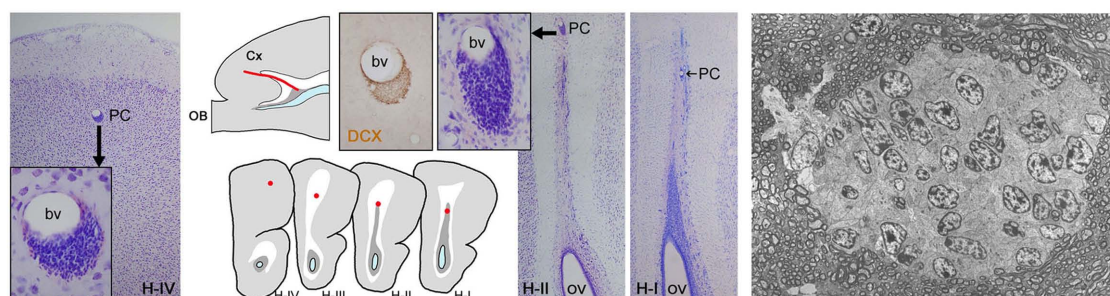 PC
bv
H-IV
Cx
OB
bv
DCX
bv
PC
H-II
ov
PC
H-I
ov
H-IV
H-III
H-II
H-I